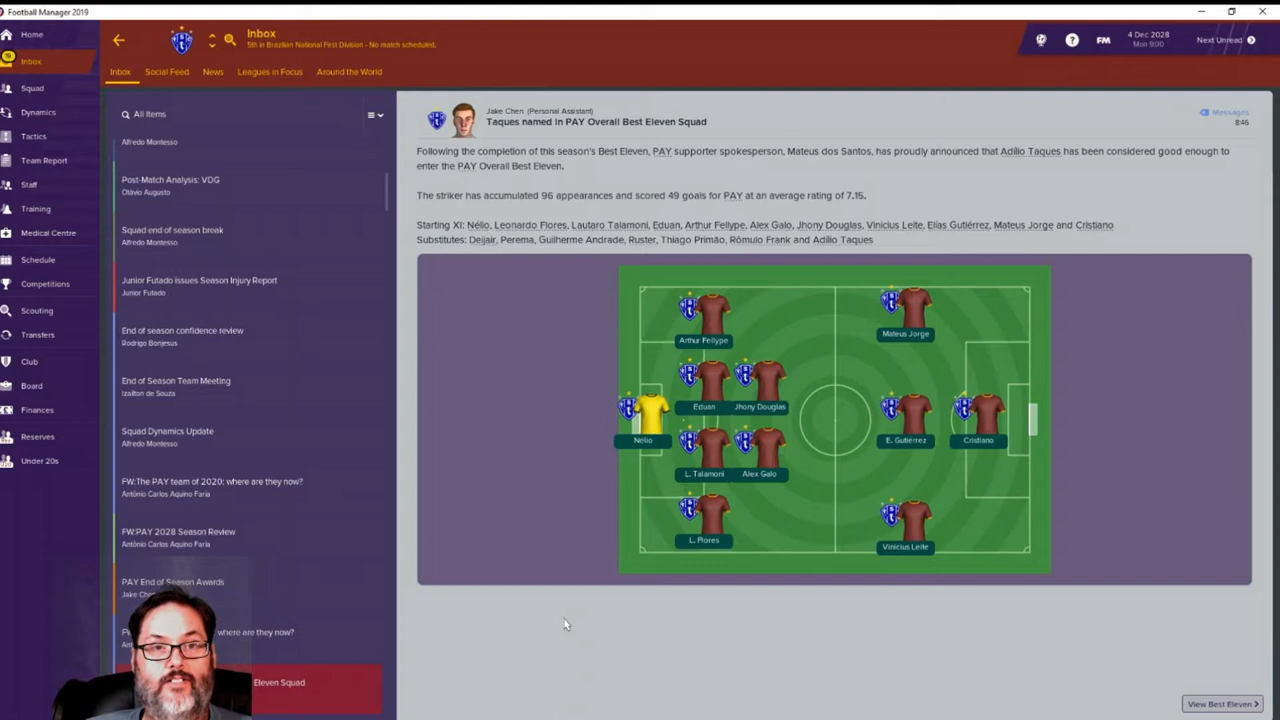 Football Manager 2019
Home
Inbox
Squad
Dynamics
Tactics
Team Report
Staff
Training
Medical Centre
Schedule
Competitions
Scouting
Transfers
Club
Board
Finances
Reserves
Under 20s
Inbox
5th in Brazilian National First Division - No match scheduled.
FM
4 Dec 2028
Mon 9:00
Next Unread
Inbox
Social Feed
News
Leagues in Focus
Around the World
All Items
Alfredo Montesso
Post-Match Analysis: VDG
Otávio Augusto
Squad end of season break
Alfredo Montesso
Junior Futado issues Season Injury Report
Junior Futado
End of season confidence review
Rodrigo Bonjesus
End of Season Team Meeting
Izailton de Souza
Squad Dynamics Update
Alfredo Montesso
FW:The PAY team of 2020: where are they now?
Antônio Carlos Aquino Faria
FW:PAY 2028 Season Review
Antônio Carlos Aquino Faria
PAY End of Season Awards
Jake Che
where are they now?
Eleven Squad
Jake Chen (Personal Assistant)
Taques named in PAY Overall Best Eleven Squad
Messages
8:46
Following the completion of this season's Best Eleven, PAY supporter spokesperson, Mateus dos Santos, has proudly announced that Adílio Taques has been considered good enough to
enter the PAY Overall Best Eleven.
The striker has accumulated 96 appearances and scored 49 goals for PAY at an average rating of 7.15.
Starting XI: Nélio, Leonardo Flores, Lautaro Talamoni, Eduan, Arthur Fellype, Alex Galo, Jhony Douglas, Vinicius Leite, Elías Gutiérrez, Mateus Jorge and Cristiano
Substitutes: Deijair, Perema, Guilherme Andrade, Ruster, Thiago Primão, Rômulo Frank and Adílio Taques
Arthur Fellype
Mateus Jorge
Eduan
Jhony Douglas
Nélio
E. Gutiérrez
Cristiano
L. Talamoni
Alex Galo
L. Flores
Vinicius Leite
View Best Eleven